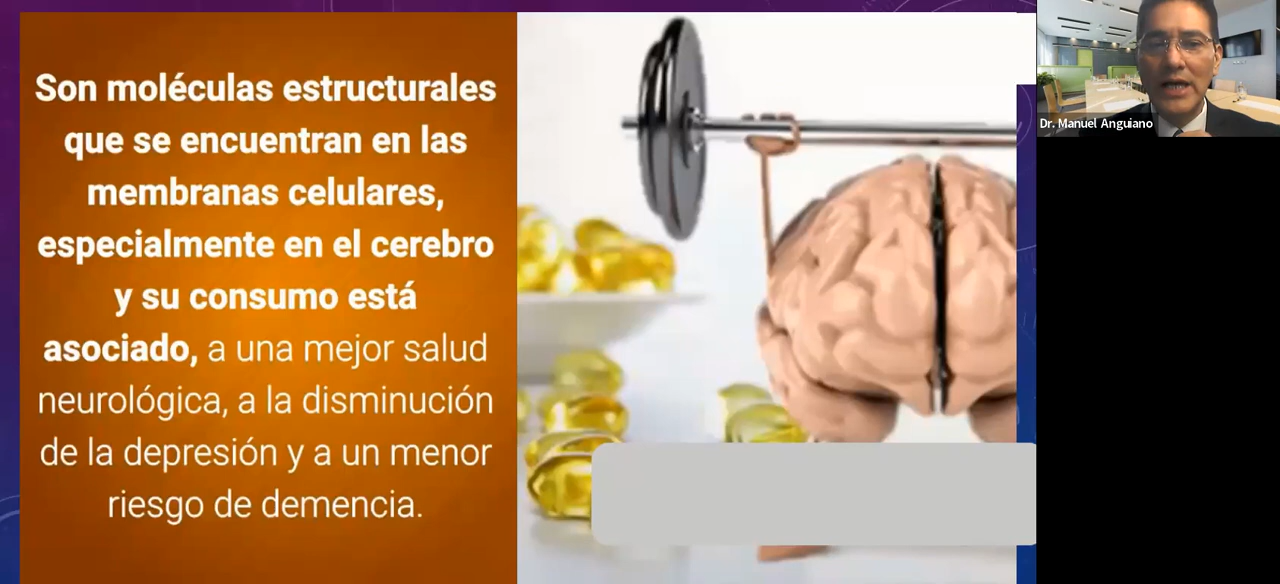 Son moléculas estructurales
que se encuentran en las
membranas celulares,
especialmente en el cerebro
y su consumo está
asociado, a una mejor salud
neurológica, a la disminución
de la depresión y a un menor
riesgo de demencia.
Dr. Manuel Anguiano